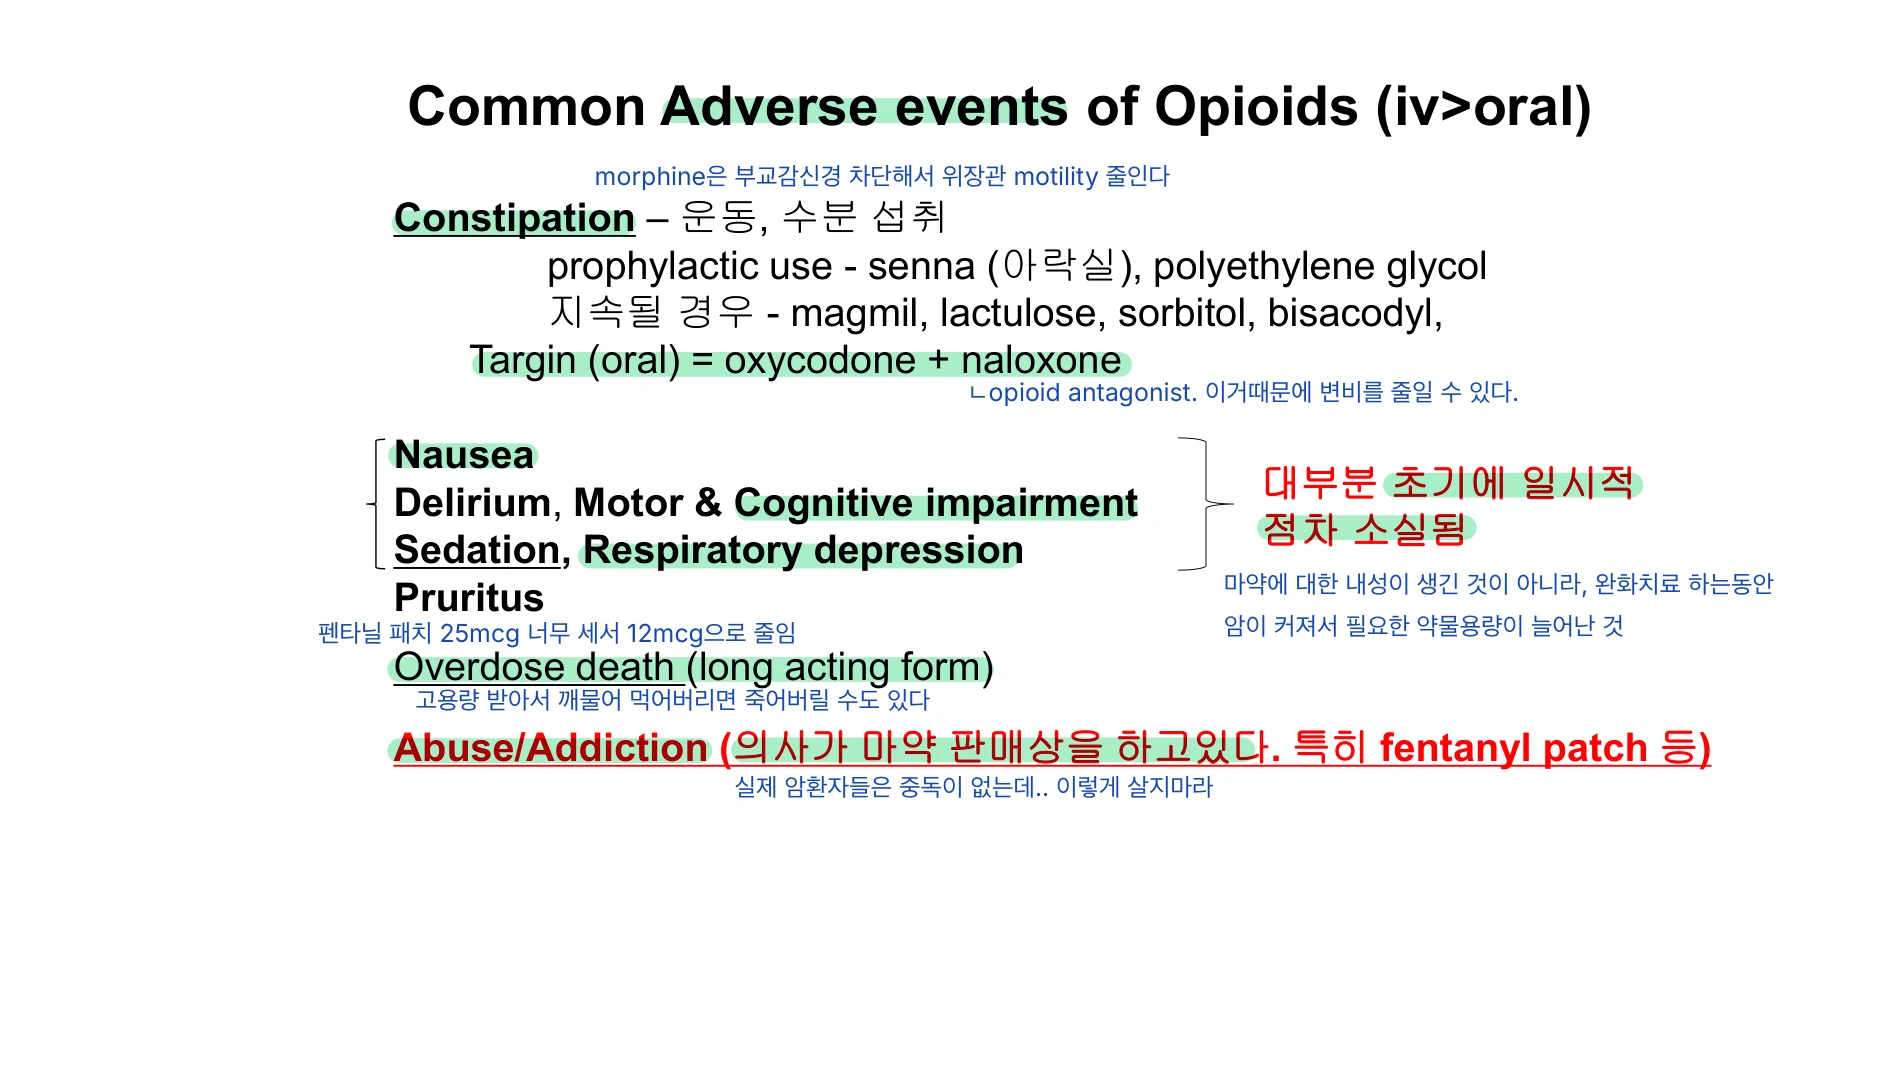 Common Adverse events of Opioids (iv>oral)
morphine은 부교감신경 차단해서 위장관 motility 줄인다
Constipation – 운동, 수분 섭취
prophylactic use - senna (아락실), polyethylene glycol
지속될 경우 - magmil, lactulose, sorbitol, bisacodyl,
Targin (oral) = oxycodone + naloxone
ㄴopioid antagonist. 이거때문에 변비를 줄일 수 있다.
Nausea
Delirium, Motor & Cognitive impairment
Sedation, Respiratory depression
대부분 초기에 일시적
점차 소실됨
마약에 대한 내성이 생긴 것이 아니라, 완화치료 하는동안
암이 커져서 필요한 약물용량이 늘어난 것
Pruritus
펜타닐 패치 25mcg 너무 세서 12mcg으로 줄임
Overdose death (long acting form)
고용량 받아서 깨물어 먹어버리면 죽어버릴 수도 있다
Abuse/Addiction (의사가 마약 판매상을 하고있다. 특히 fentanyl patch 등)
실제 암환자들은 중독이 없는데.. 이렇게 살지마라